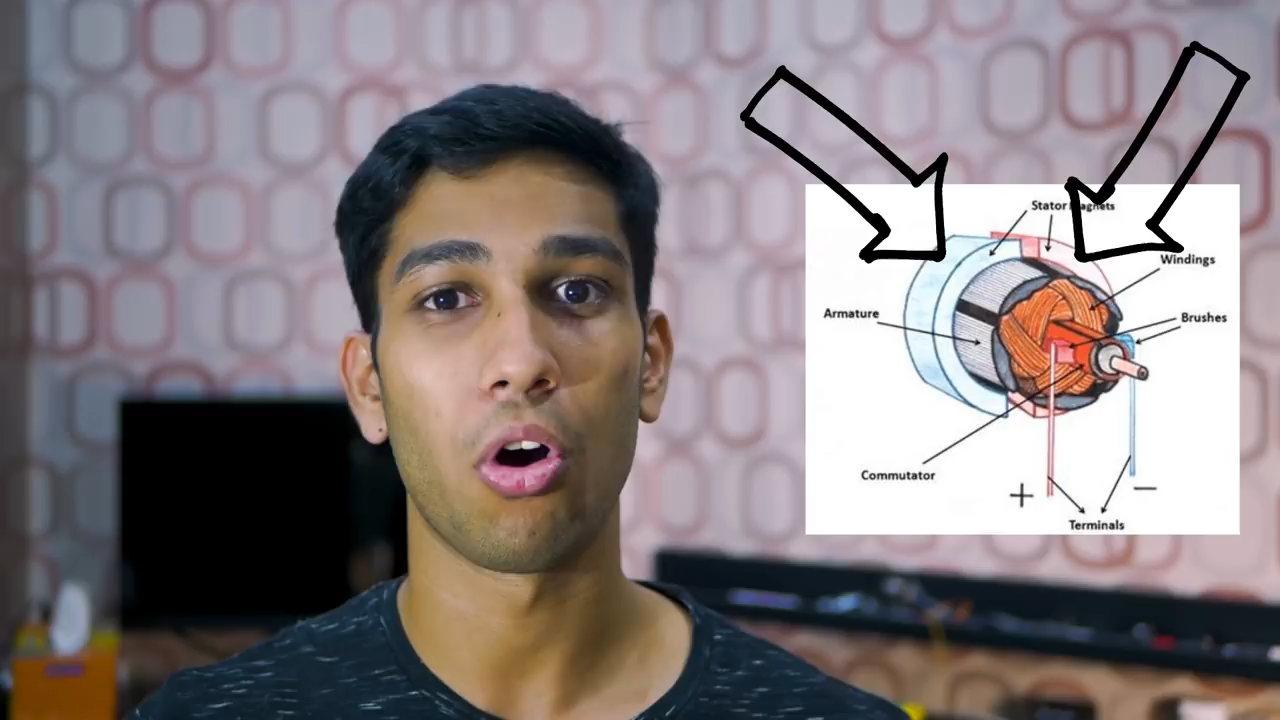 Stator Magnets
Windings
Armature
Brushes
Commutator
+
−
Terminals